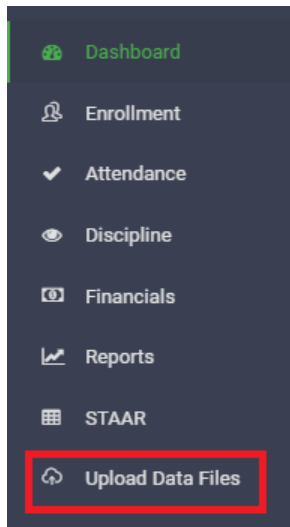 Dashboard
Enrollment
Attendance
Discipline
Financials
Reports
STAAR
Upload Data Files